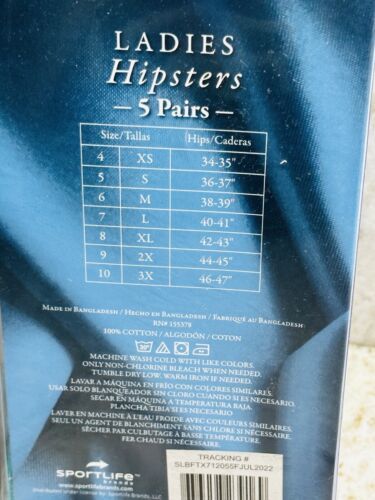 LADIES
Hipsters
— 5 Pairs —
Size/Tallas Hips/Caderas
4 XS 34-35"
5 S 36-37"
6 M 38-39"
7 L 40-41"
8 XL 42-43"
9 2X 44-45"
10 3X 46-47"
MADE IN BANGLADESH / HECHO EN BANGLADESH / FABRIQUÉ AU BANGLADESH
RN# 155379
100% COTTON / ALGODÓN / COTON
MACHINE WASH COLD WITH LIKE COLORS.
ONLY NON-CHLORINE BLEACH WHEN NEEDED.
TUMBLE DRY LOW. WARM IRON IF NEEDED.
LAVAR A MÁQUINA EN FRÍO CON COLORES SIMILARES.
USAR SOLO BLANQUEADOR SIN CLORO CUANDO SEA NECESARIO.
SECAR A MÁQUINA A TEMPERATURA BAJA.
PLANCHA TIBIA SI ES NECESARIO.
LAVER EN MACHINE À L'EAU FROIDE AVEC COULEURS SIMILAIRES.
SEUL UN AGENT DE BLANCHIMENT SANS CHLORE SI NÉCESSAIRE.
SÉCHER PAR CULBUTAGE À BASSE TEMPÉRATURE.
FER CHAUD SI NÉCESSAIRE.
TRACKING #
SLBFTX712055FJUL2022
SPORTLIFE
brands
www.sportlifebrands.com